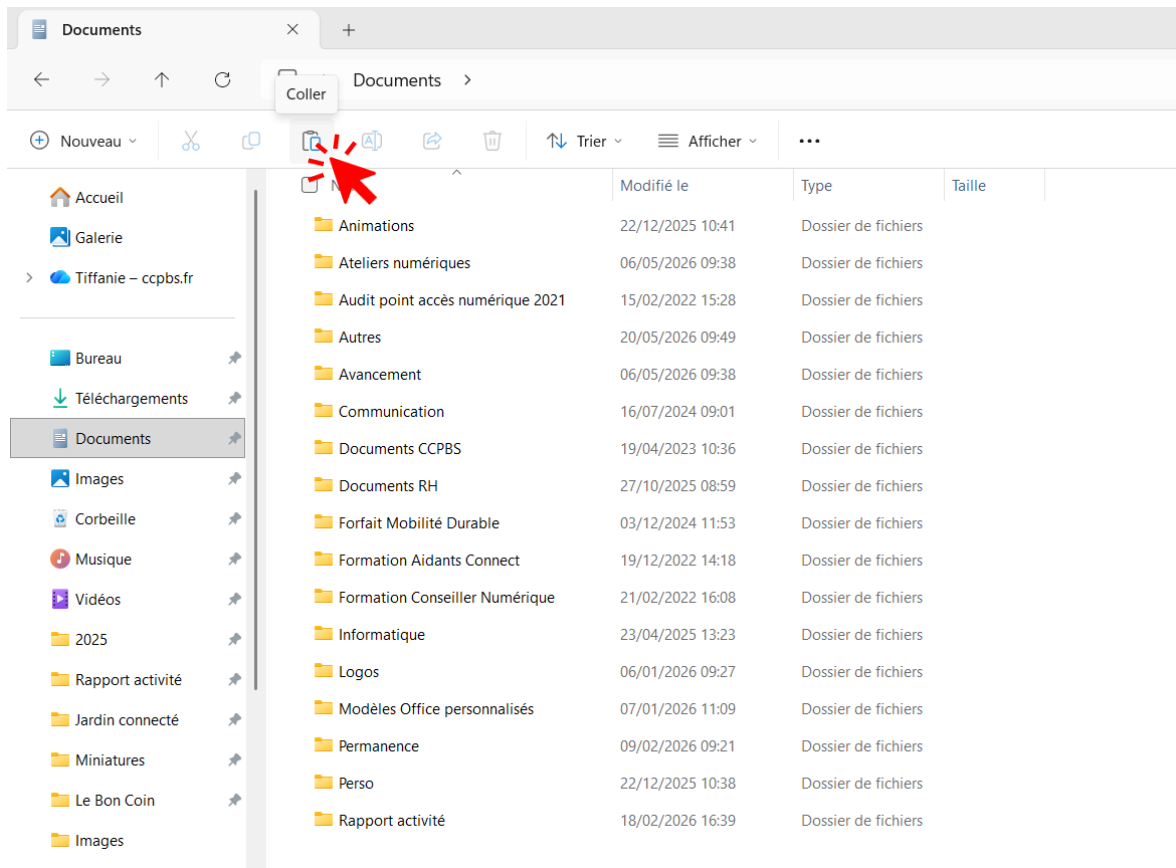 Documents
Documents
Coller
Nouveau
Trier
Afficher
Modifié le Type Taille
Accueil
Galerie
Tiffanie – ccpbs.fr
Bureau
Téléchargements
Documents
Images
Corbeille
Musique
Vidéos
2025
Rapport activité
Jardin connecté
Miniatures
Le Bon Coin
Images
Animations 22/12/2025 10:41 Dossier de fichiers
Ateliers numériques 06/05/2026 09:38 Dossier de fichiers
Audit point accès numérique 2021 15/02/2022 15:28 Dossier de fichiers
Autres 20/05/2026 09:49 Dossier de fichiers
Avancement 06/05/2026 09:38 Dossier de fichiers
Communication 16/07/2024 09:01 Dossier de fichiers
Documents CCPBS 19/04/2023 10:36 Dossier de fichiers
Documents RH 27/10/2025 08:59 Dossier de fichiers
Forfait Mobilité Durable 03/12/2024 11:53 Dossier de fichiers
Formation Aidants Connect 19/12/2022 14:18 Dossier de fichiers
Formation Conseiller Numérique 21/02/2022 16:08 Dossier de fichiers
Informatique 23/04/2025 13:23 Dossier de fichiers
Logos 06/01/2026 09:27 Dossier de fichiers
Modèles Office personnalisés 07/01/2026 11:09 Dossier de fichiers
Permanence 09/02/2026 09:21 Dossier de fichiers
Perso 22/12/2025 10:38 Dossier de fichiers
Rapport activité 18/02/2026 16:39 Dossier de fichiers